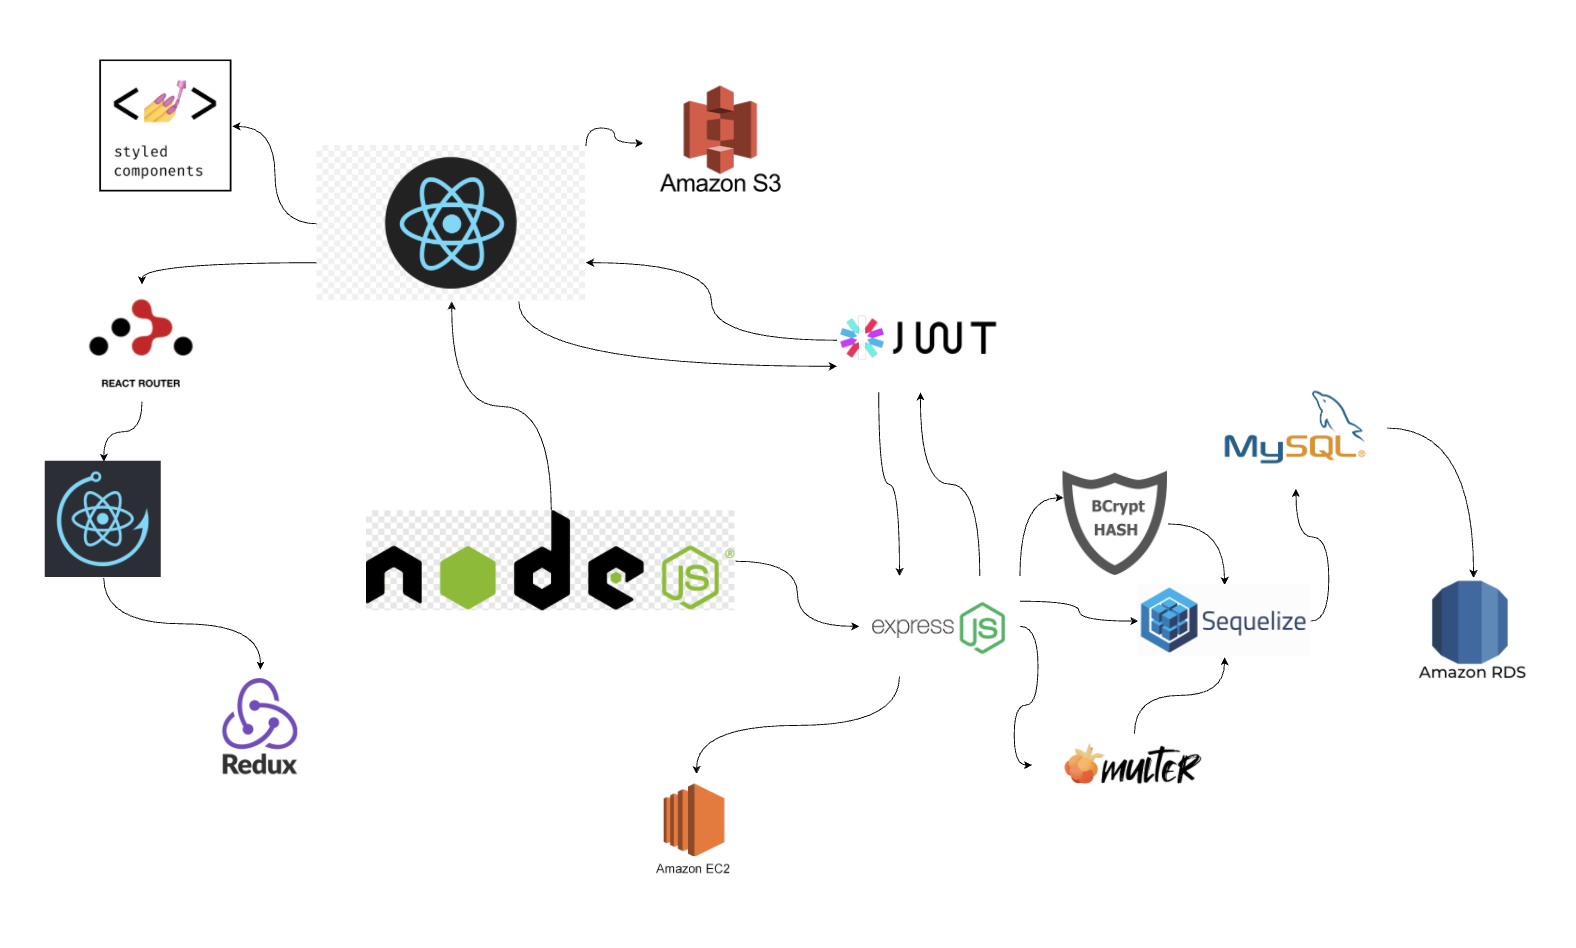 < >
styled
components
Amazon S3
REACT ROUTER
JWT
MySQL®
BCrypt
HASH
node
JS®
express
JS
Sequelize
Amazon RDS
Redux
MULTER
Amazon EC2